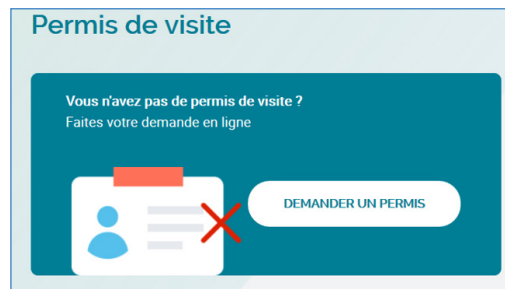 Permis de visite
Vous n'avez pas de permis de visite ?
Faites votre demande en ligne
DEMANDER UN PERMIS